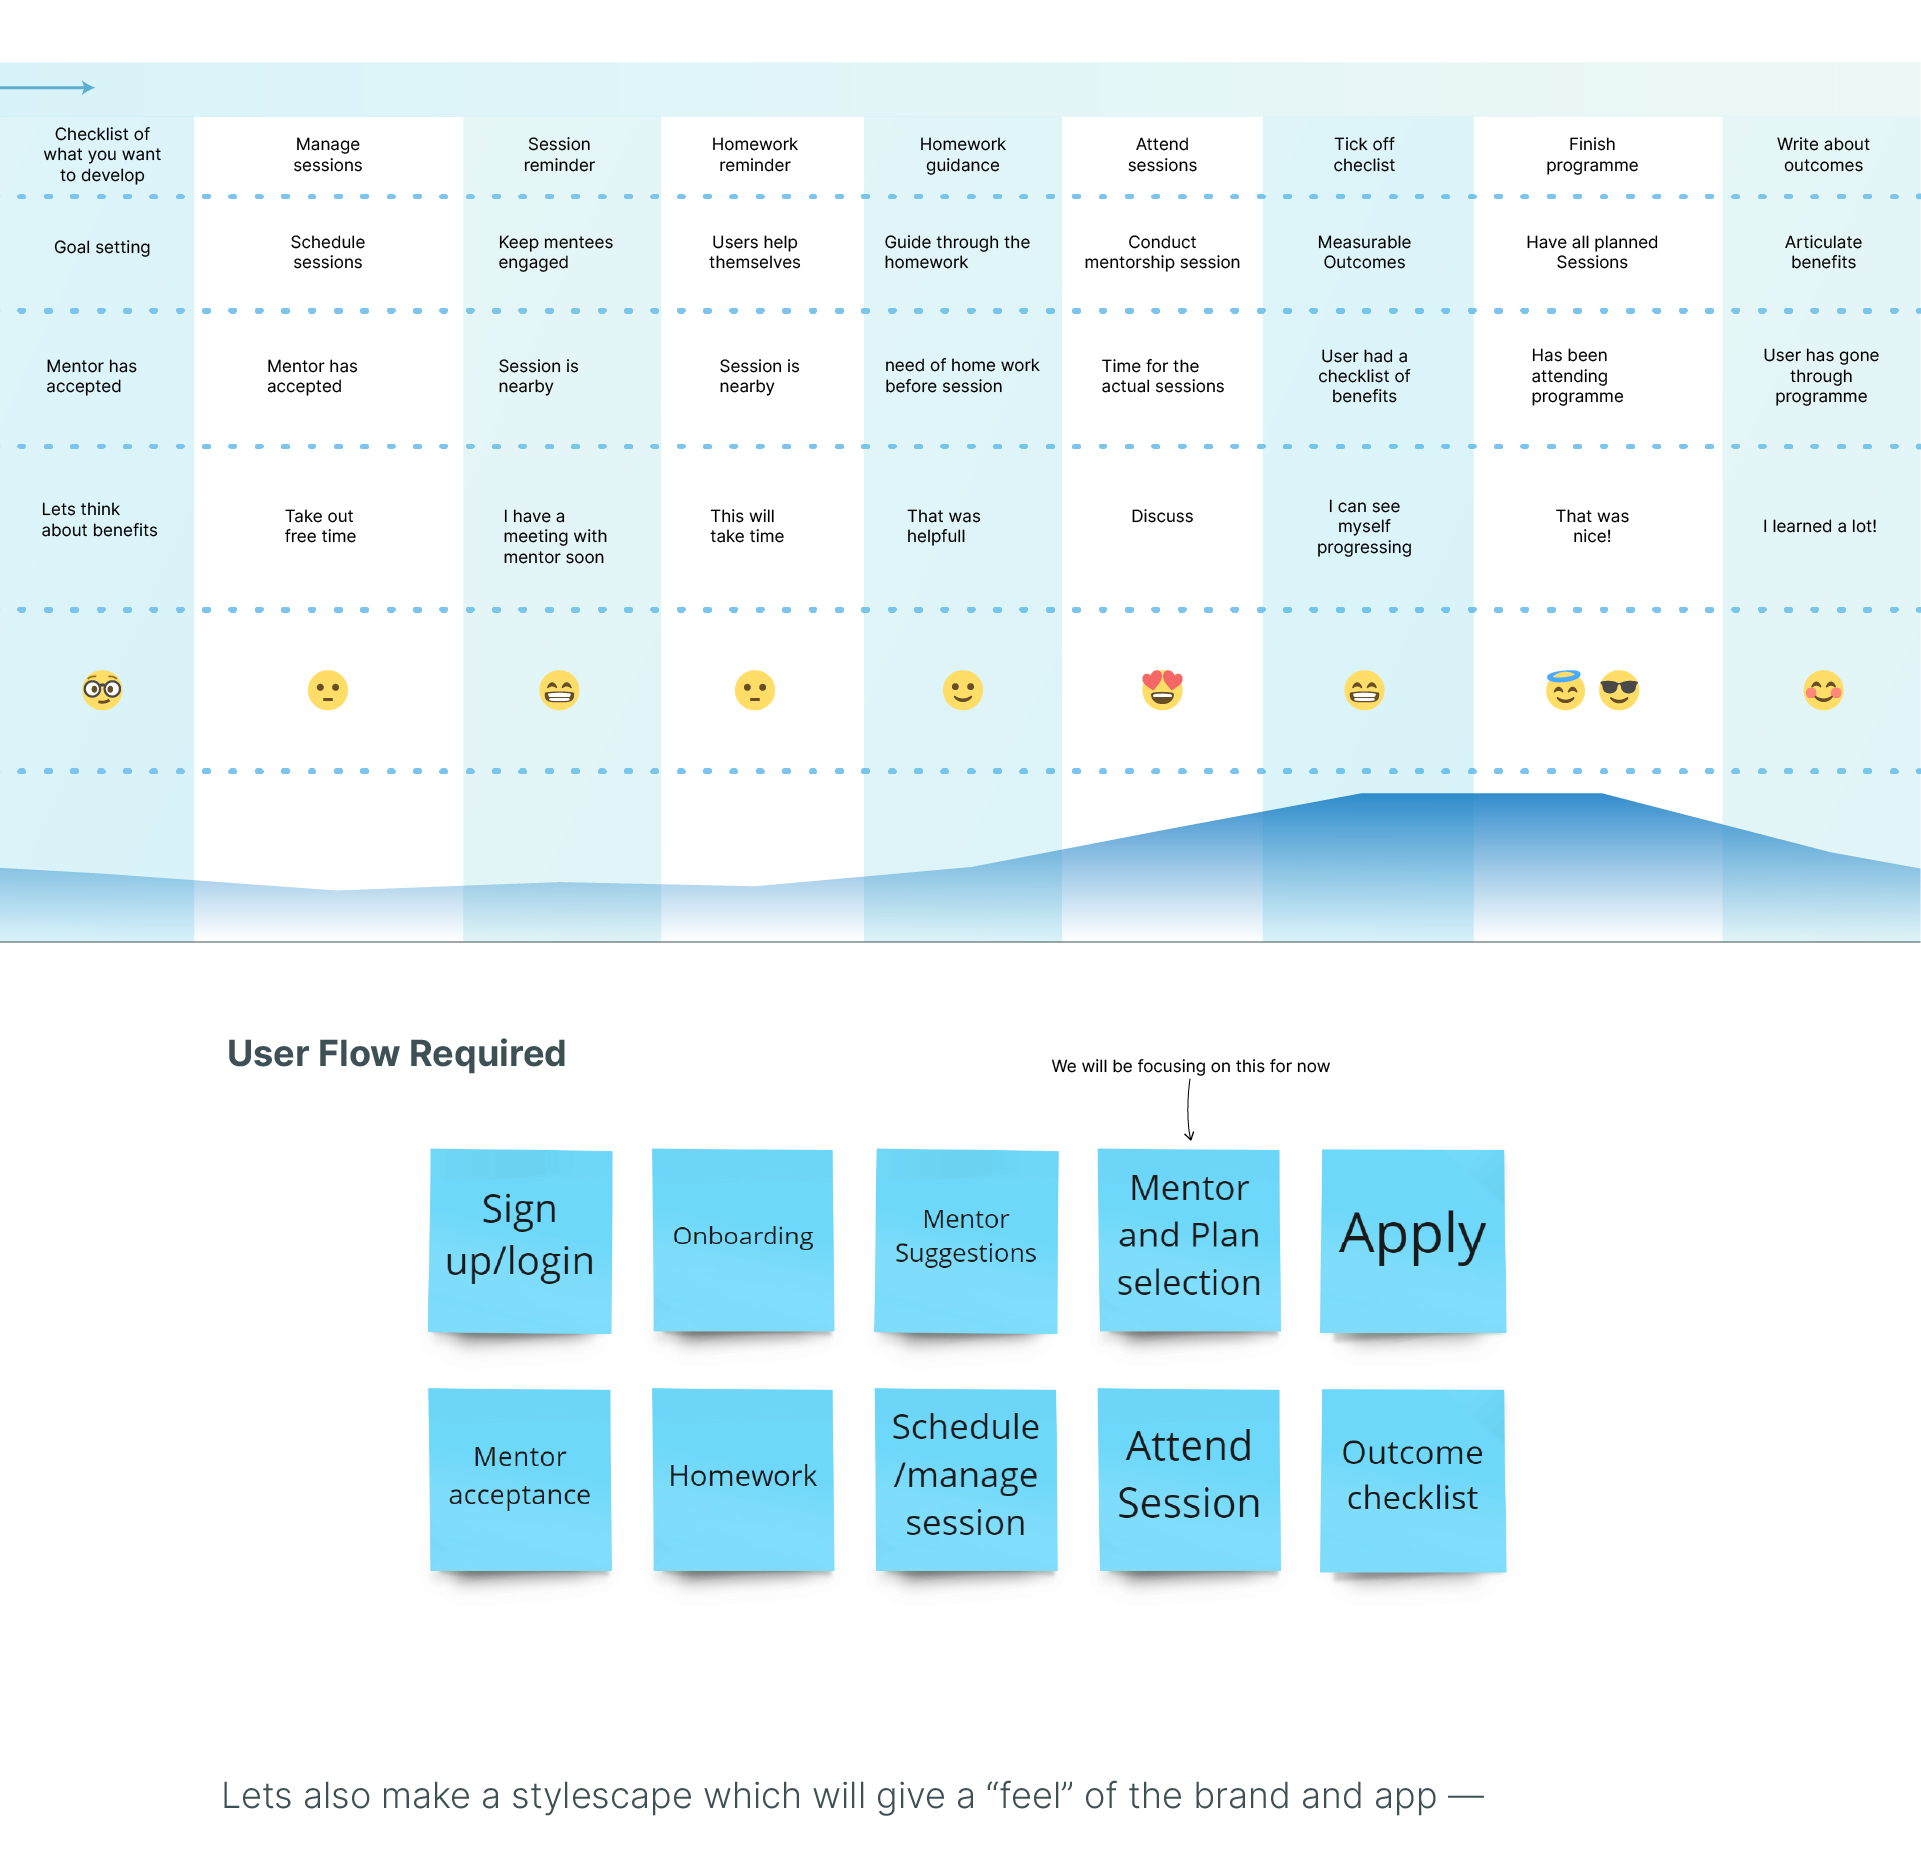 Checklist of
what you want
to develop
Manage
sessions
Session
reminder
Homework
reminder
Homework
guidance
Attend
sessions
Tick off
checlist
Finish
programme
Write about
outcomes
Goal setting
Schedule
sessions
Keep mentees
engaged
Users help
themselves
Guide through the
homework
Conduct
mentorship session
Measurable
Outcomes
Have all planned
Sessions
Articulate
benefits
Mentor has
accepted
Mentor has
accepted
Session is
nearby
Session is
nearby
need of home work
before session
Time for the
actual sessions
User had a
checklist of
benefits
Has been
attending
programme
User has gone
through
programme
Lets think
about benefits
Take out
free time
I have a
meeting with
mentor soon
This will
take time
That was
helpfull
Discuss
I can see
myself
progressing
That was
nice!
I learned a lot!
User Flow Required
We will be focusing on this for now
Sign
up/login
Onboarding
Mentor
Suggestions
Mentor
and Plan
selection
Apply
Mentor
acceptance
Homework
Schedule
/manage
session
Attend
Session
Outcome
checklist
Lets also make a stylescape which will give a “feel” of the brand and app —